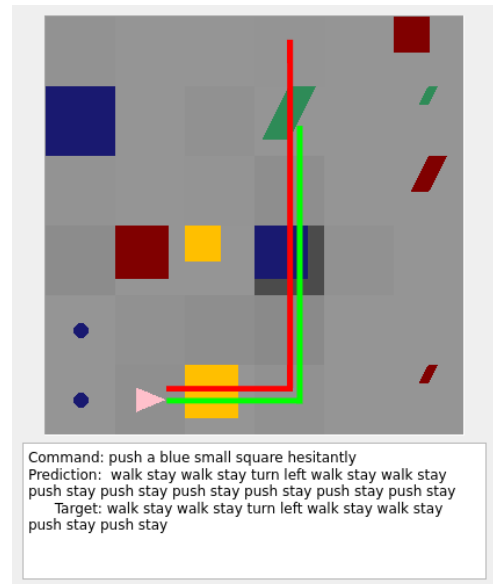 Command: push a blue small square hesitantly
Prediction:  walk stay walk stay turn left walk stay walk stay
push stay push stay push stay push stay push stay push stay
Target: walk stay walk stay turn left walk stay walk stay
push stay push stay